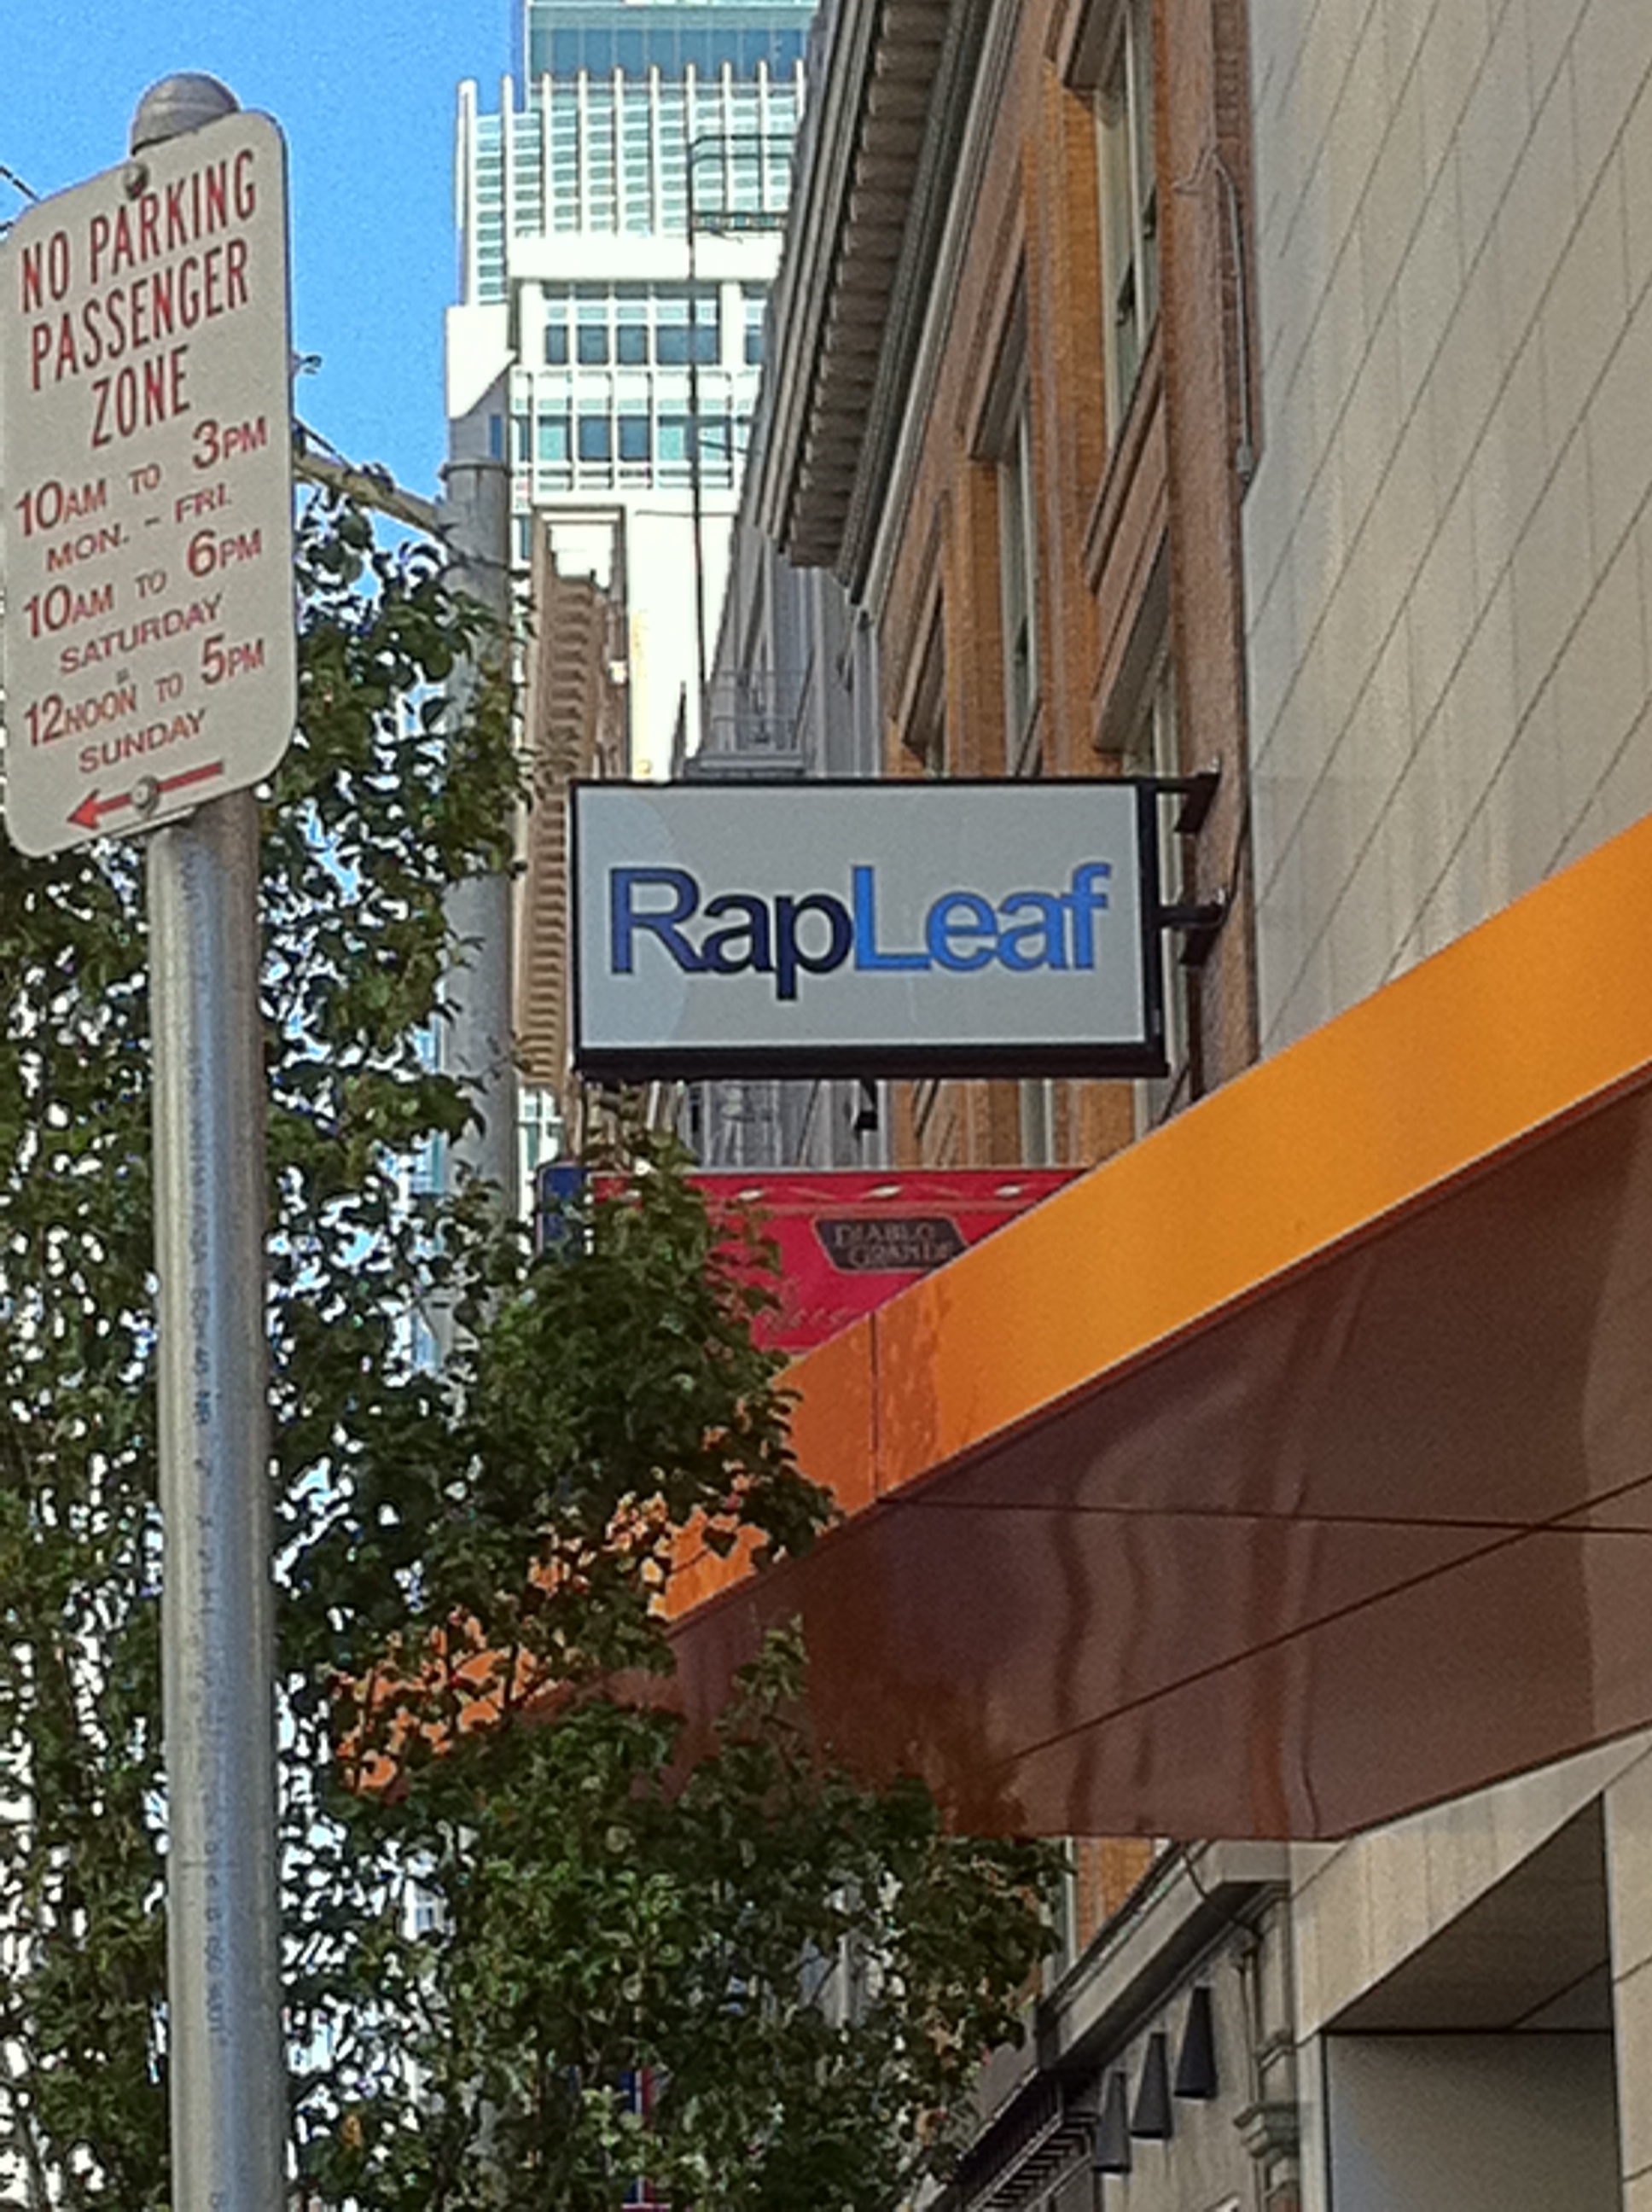 NO PARKING
PASSENGER
ZONE
10AM TO 3PM
MON. - FRI.
10AM TO 6PM
SATURDAY
12NOON TO 5PM
SUNDAY
RapLeaf
DIABLO
GRANDE